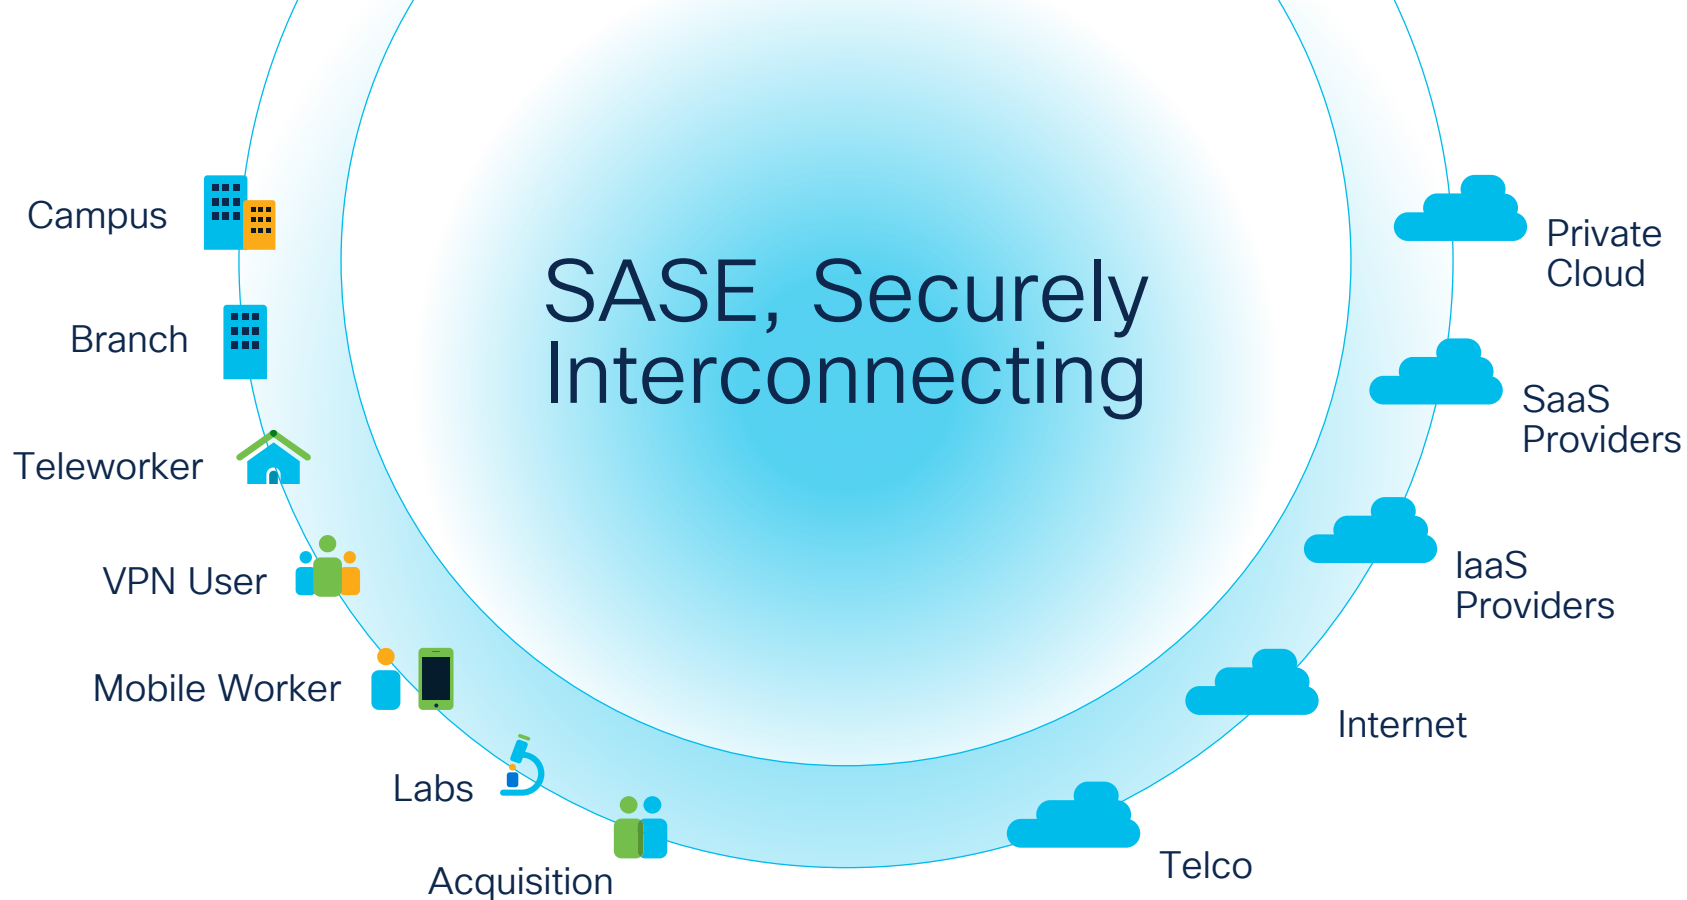 SASE, Securely
Interconnecting
Campus
Branch
Teleworker
VPN User
Mobile Worker
Labs
Acquisition
Private
Cloud
SaaS
Providers
IaaS
Providers
Internet
Telco